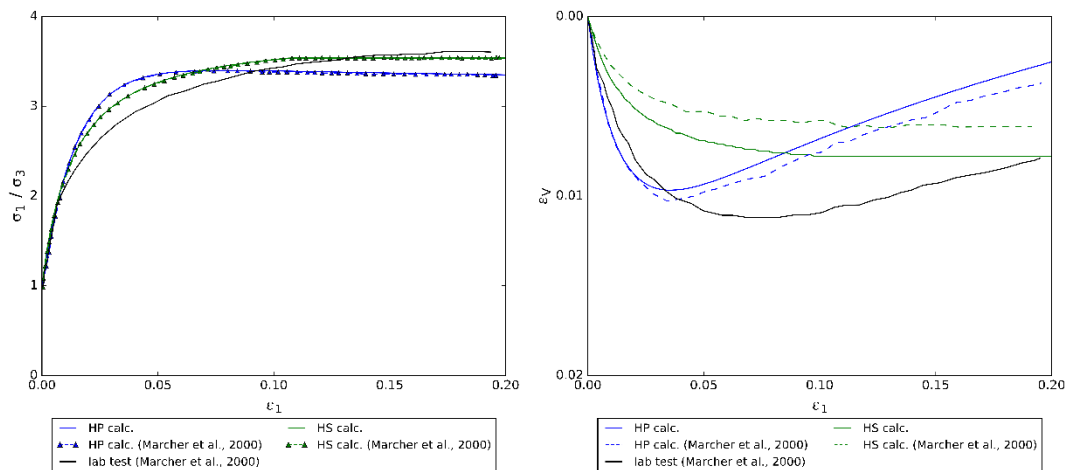 4
3
2
1
0
σ1 / σ3
0.00 0.05 0.10 0.15 0.20
ε1
HP calc. HS calc.
HP calc. (Marcher et al., 2000) HS calc. (Marcher et al., 2000)
lab test (Marcher et al., 2000)
0.00
0.01
0.02
εV
0.00 0.05 0.10 0.15 0.20
ε1
HP calc. HS calc.
HP calc. (Marcher et al., 2000) HS calc. (Marcher et al., 2000)
lab test (Marcher et al., 2000)